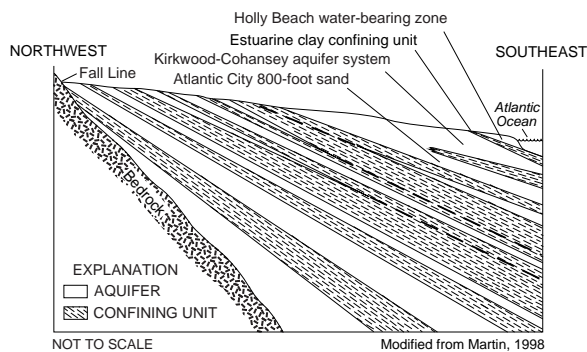 Holly Beach water-bearing zone
Estuarine clay confining unit
NORTHWEST
Kirkwood-Cohansey aquifer system
SOUTHEAST
Fall Line
Atlantic City 800-foot sand
Atlantic
Ocean
Bedrock
EXPLANATION
AQUIFER
CONFINING UNIT
NOT TO SCALE
Modified from Martin, 1998